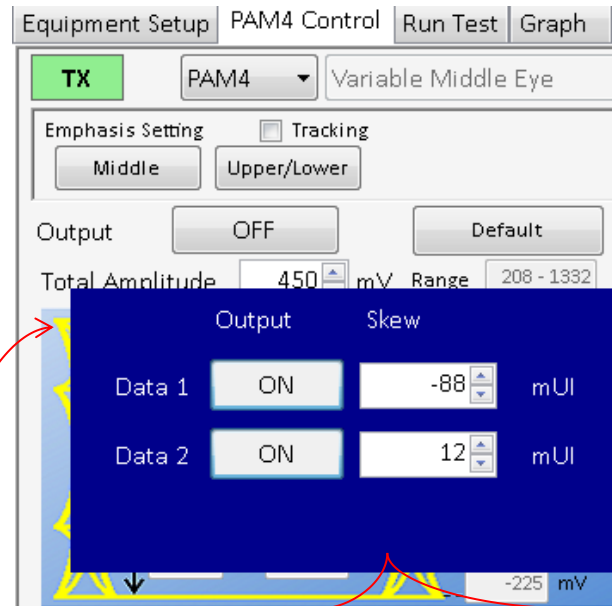 Equipment Setup PAM4 Control Run Test Graph
TX PAM4 Variable Middle Eye
Emphasis Setting Tracking
Middle Upper/Lower
Output OFF Default
Total Amplitude 450 mV Range 208 - 1332
Output Skew
Data 1 ON -88 mUI
Data 2 ON 12 mUI
-225 mV